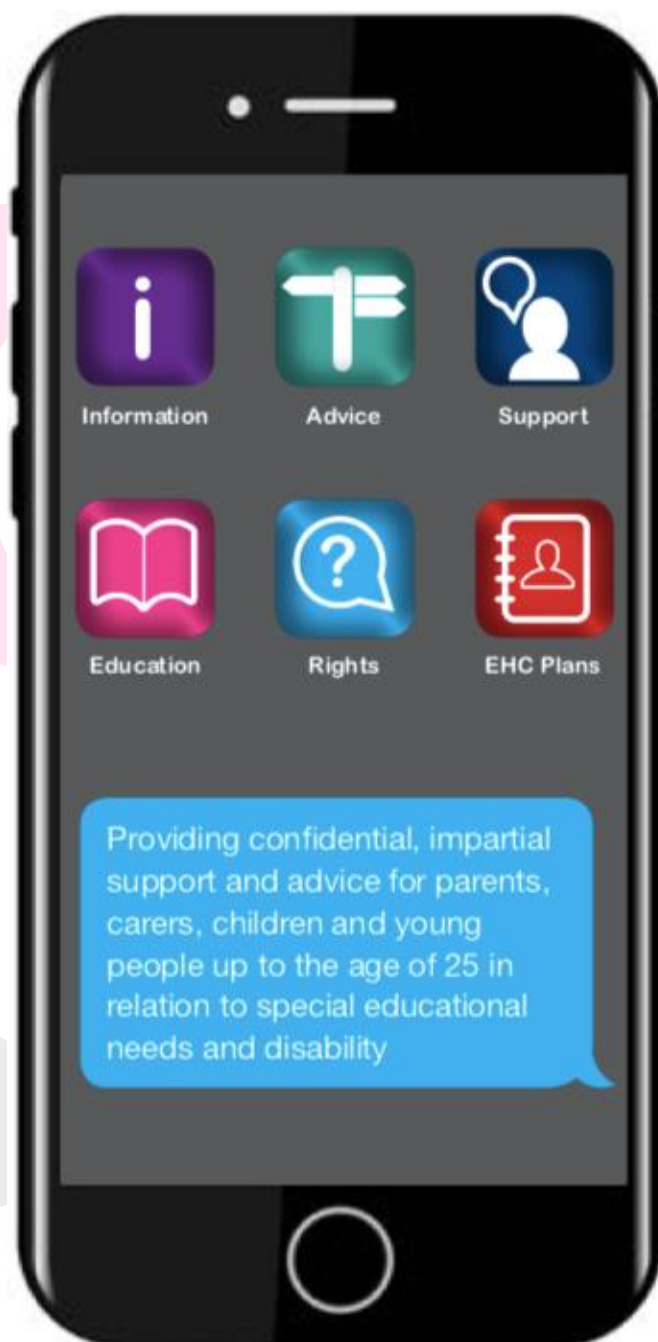 Information Advice Support
Education Rights EHC Plans
Providing confidential, impartial
support and advice for parents,
carers, children and young
people up to the age of 25 in
relation to special educational
needs and disability